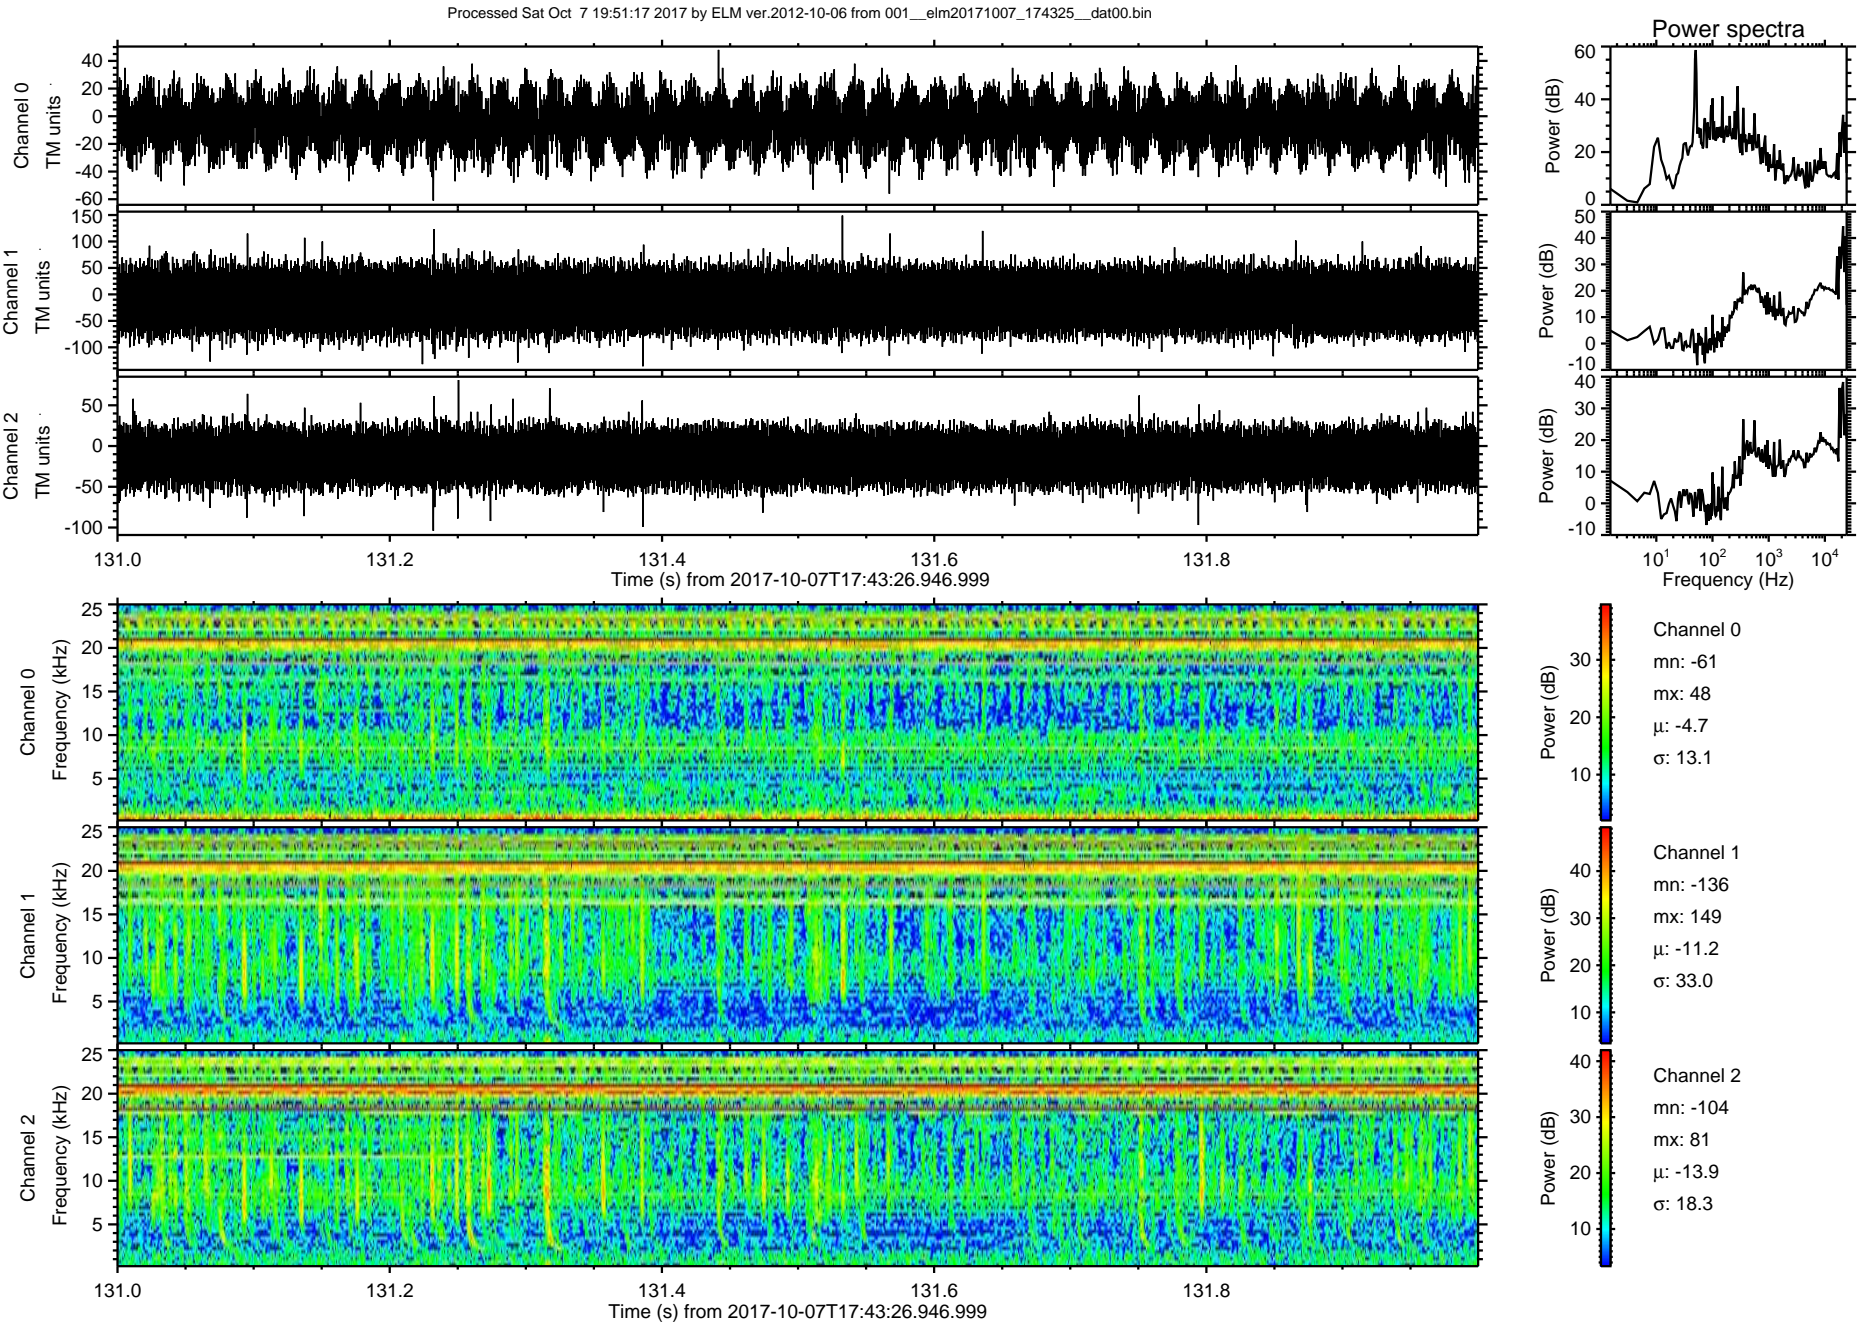 Processed Sat Oct 7 19:51:17 2017 by ELM ver.2012-10-06 from 001__elm20171007_174325__dat00.bin
Power spectra
Channel 0
TM units
40
20
0
-20
-40
-60
Power (dB)
60
40
20
0
Channel 1
TM units
150
100
50
0
-50
-100
Power (dB)
50
40
30
20
10
0
-10
Channel 2
TM units
50
0
-50
-100
Power (dB)
40
30
20
10
0
-10
131.0 131.2 131.4 131.6 131.8
Time (s) from 2017-10-07T17:43:26.946.999
10¹ 10² 10³ 10⁴
Frequency (Hz)
Channel 0
Frequency (kHz)
25
20
15
10
5
Power (dB)
30
20
10
Channel 0
mn: -61
mx: 48
μ: -4.7
σ: 13.1
Channel 1
Frequency (kHz)
25
20
15
10
5
Power (dB)
40
30
20
10
Channel 1
mn: -136
mx: 149
μ: -11.2
σ: 33.0
Channel 2
Frequency (kHz)
25
20
15
10
5
Power (dB)
40
30
20
10
Channel 2
mn: -104
mx: 81
μ: -13.9
σ: 18.3
131.0 131.2 131.4 131.6 131.8
Time (s) from 2017-10-07T17:43:26.946.999